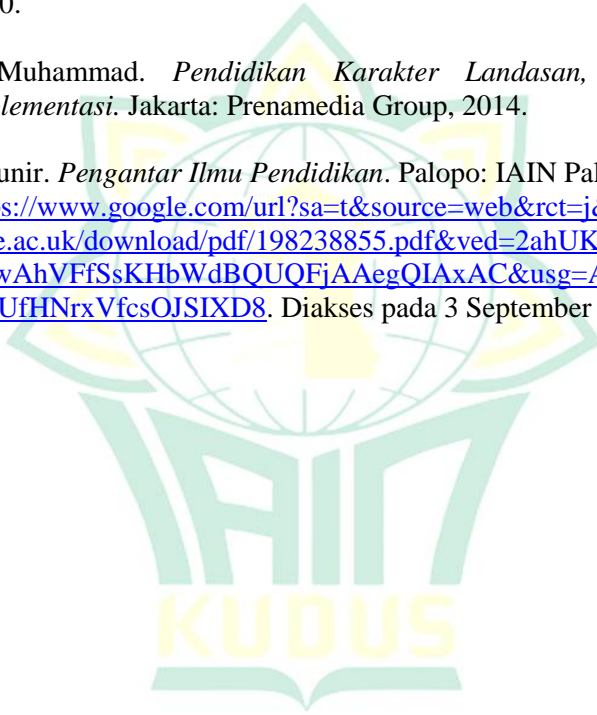 0.
Muhammad. Pendidikan Karakter Landasan,
lementasi. Jakarta: Prenamedia Group, 2014.
unir. Pengantar Ilmu Pendidikan. Palopo: IAIN Pal
ps://www.google.com/url?sa=t&source=web&rct=j&
e.ac.uk/download/pdf/198238855.pdf&ved=2ahUK
wAhVFfSsKHbWdBQUQFjAAegQIAxAC&usg=A
UfHNrxVfcsOJSIXD8. Diakses pada 3 September
IAIN
KUDUS